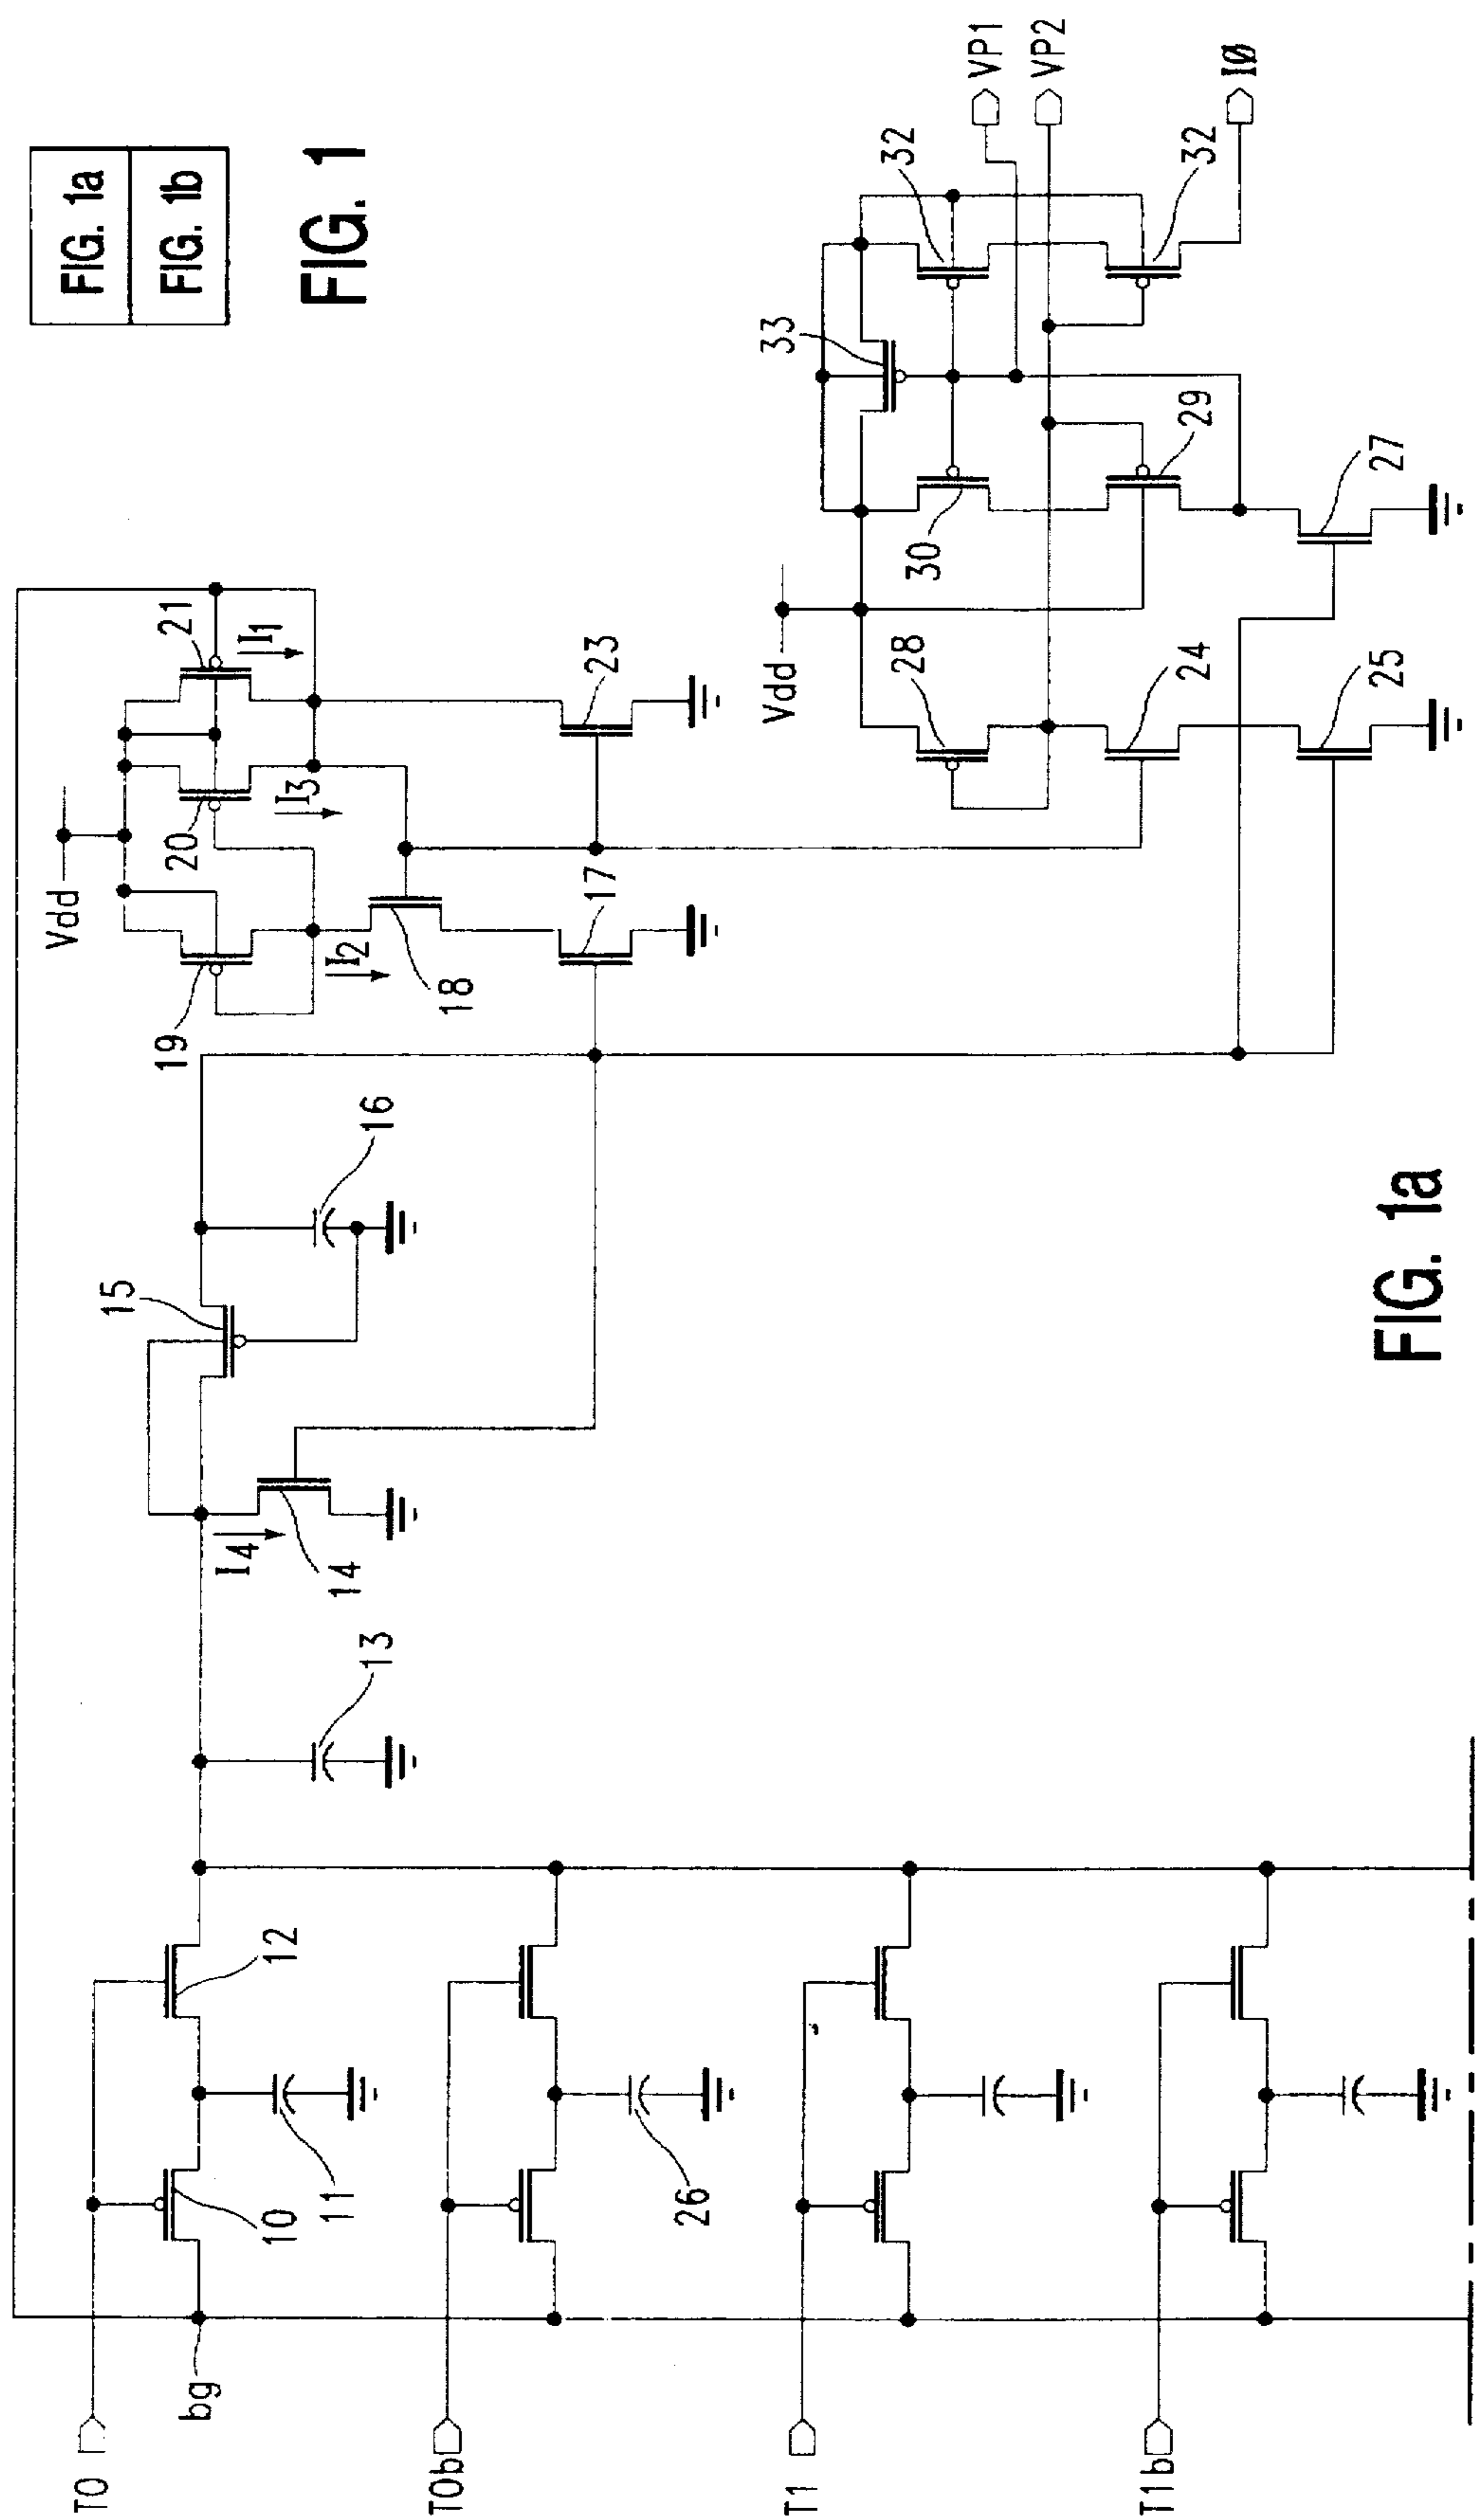 FIG. 1a
FIG. 1b
FIG. 1
T0
bg
10
11
12
13
I4
14
15
16
Vdd
19
20
21
I1
I2
I3
18
17
23
T0b
26
T1
T1b
Vdd
28
24
25
30
29
27
33
32
32
VP1
VP2
IØ
FIG. 1a